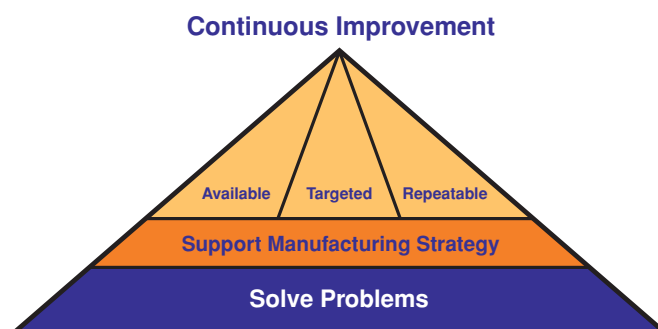 Continuous Improvement
Available Targeted Repeatable
Support Manufacturing Strategy
Solve Problems